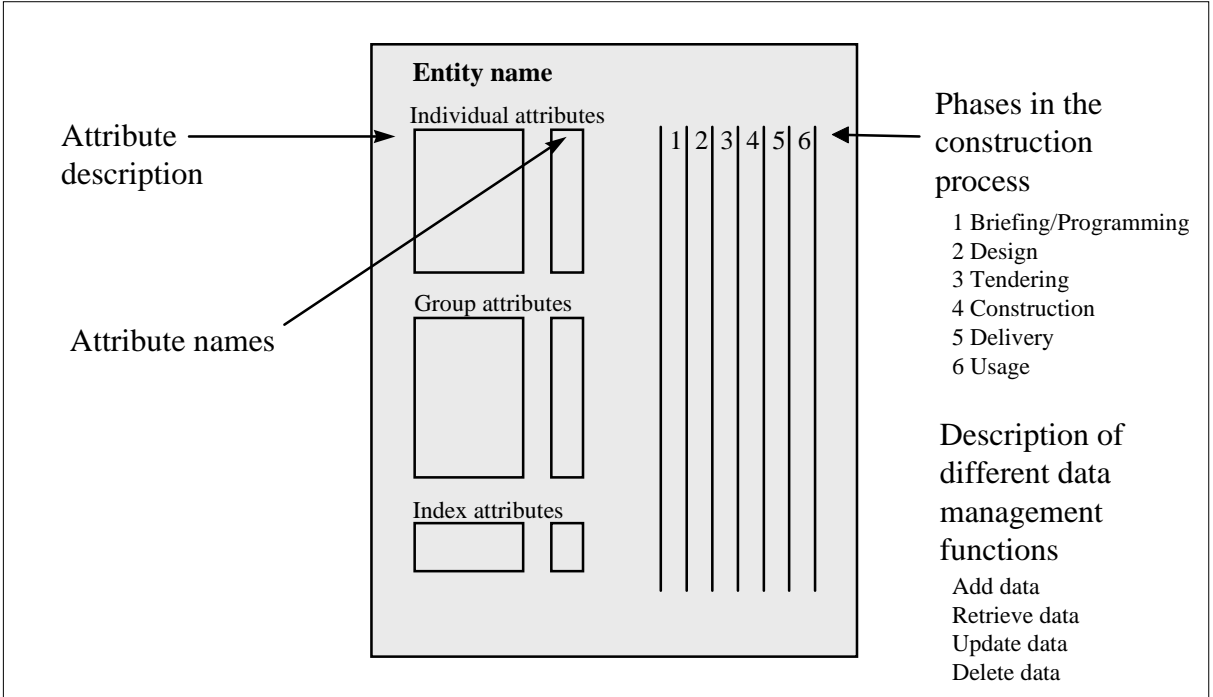 Entity name
Individual attributes
1 2 3 4 5 6
Group attributes
Index attributes
Attribute
description
Attribute names
Phases in the
construction
process
1 Briefing/Programming
2 Design
3 Tendering
4 Construction
5 Delivery
6 Usage
Description of
different data
management
functions
Add data
Retrieve data
Update data
Delete data